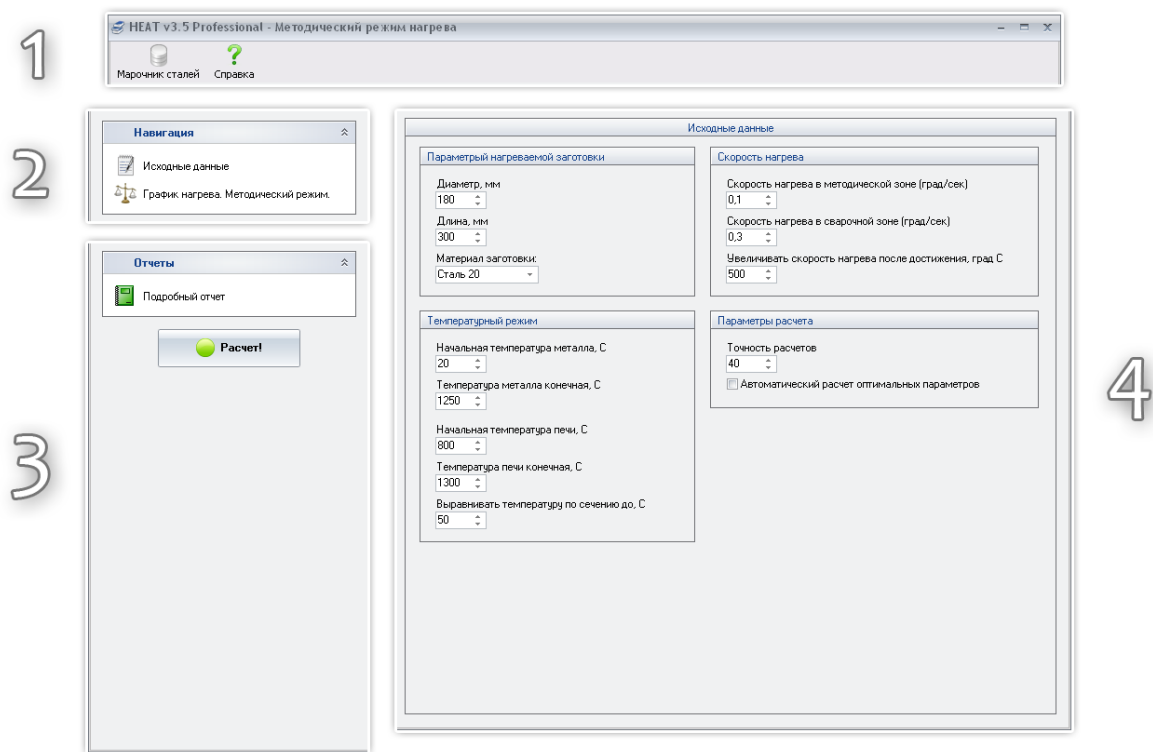 1
HEAT v3.5 Professional - Методический режим нагрева
Марочник сталей Справка
2
Навигация
Исходные данные
График нагрева. Методический режим.
3
Отчеты
Подробный отчет
Расчет!
4
Исходные данные
Параметрый нагреваемой заготовки
Диаметр, мм
180
Длина, мм
300
Материал заготовки:
Сталь 20
Скорость нагрева
Скорость нагрева в методической зоне (град/сек)
0,1
Скорость нагрева в сварочной зоне (град/сек)
0,3
Увеличивать скорость нагрева после достижения, град С
500
Температурный режим
Начальная температура металла, С
20
Температура металла конечная, С
1250
Начальная температура печи, С
800
Температура печи конечная, С
1300
Выравнивать температуру по сечению до, С
50
Параметры расчета
Точность расчетов
40
Автоматический расчет оптимальных параметров